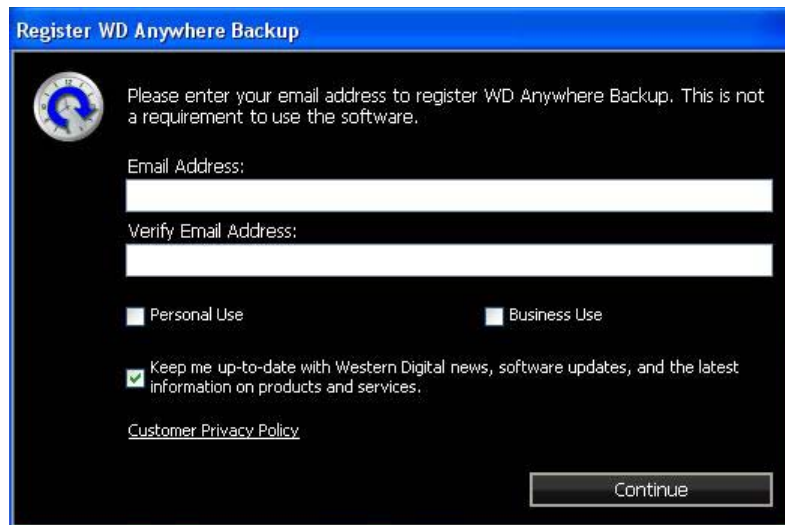 Register WD Anywhere Backup
Please enter your email address to register WD Anywhere Backup. This is not
a requirement to use the software.
Email Address:
Verify Email Address:
Personal Use
Business Use
Keep me up-to-date with Western Digital news, software updates, and the latest
information on products and services.
Customer Privacy Policy
Continue